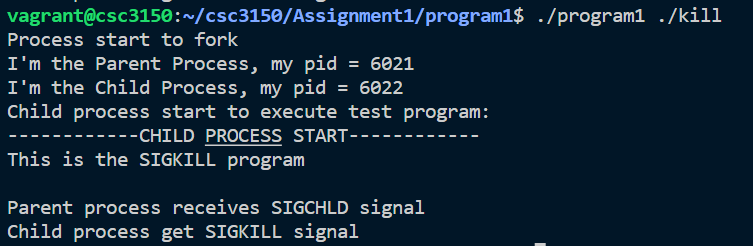 vagrant@csc3150:~/csc3150/Assignment1/program1$ ./program1 ./kill
Process start to fork
I'm the Parent Process, my pid = 6021
I'm the Child Process, my pid = 6022
Child process start to execute test program:
------------CHILD PROCESS START------------
This is the SIGKILL program
Parent process receives SIGCHLD signal
Child process get SIGKILL signal